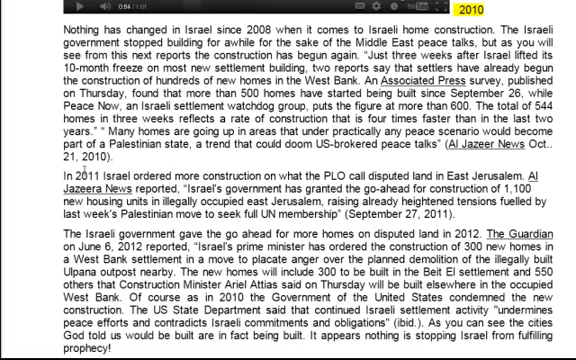 0:54 / 1:01
2010
Nothing has changed in Israel since 2008 when it comes to Israeli home construction. The Israeli
government stopped building for awhile for the sake of the Middle East peace talks, but as you will
see from this next reports the construction has begun again. “Just three weeks after Israel lifted its
10-month freeze on most new settlement building, two reports say that settlers have already begun
the construction of hundreds of new homes in the West Bank. An Associated Press survey, published
on Thursday, found that more than 500 homes have started being built since September 26, while
Peace Now, an Israeli settlement watchdog group, puts the figure at more than 600. The total of 544
homes in three weeks reflects a rate of construction that is four times faster than in the last two
years.” “ Many homes are going up in areas that under practically any peace scenario would become
part of a Palestinian state, a trend that could doom US-brokered peace talks” (Al Jazeer News Oct..
21, 2010).
In 2011 Israel ordered more construction on what the PLO call disputed land in East Jerusalem. Al
Jazeera News reported, “Israel's government has granted the go-ahead for construction of 1,100
new housing units in illegally occupied east Jerusalem, raising already heightened tensions fuelled by
last week's Palestinian move to seek full UN membership” (September 27, 2011).
The Israeli government gave the go ahead for more homes on disputed land in 2012. The Guardian
on June 6, 2012 reported, “Israel's prime minister has ordered the construction of 300 new homes in
a West Bank settlement in a move to placate anger over the planned demolition of the illegally built
Ulpana outpost nearby. The new homes will include 300 to be built in the Beit El settlement and 550
others that Construction Minister Ariel Attias said on Thursday will be built elsewhere in the occupied
West Bank. Of course as in 2010 the Government of the United States condemned the new
construction. The US State Department said that continued Israeli settlement activity "undermines
peace efforts and contradicts Israeli commitments and obligations" (ibid.). As you can see the cities
God told us would be built are in fact being built. It appears nothing is stopping Israel from fulfilling
prophecy!